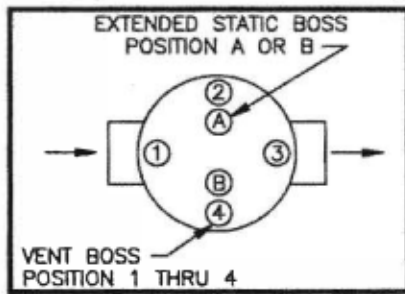 EXTENDED STATIC BOSS
POSITION A OR B
2
A
1
3
B
4
VENT BOSS
POSITION 1 THRU 4